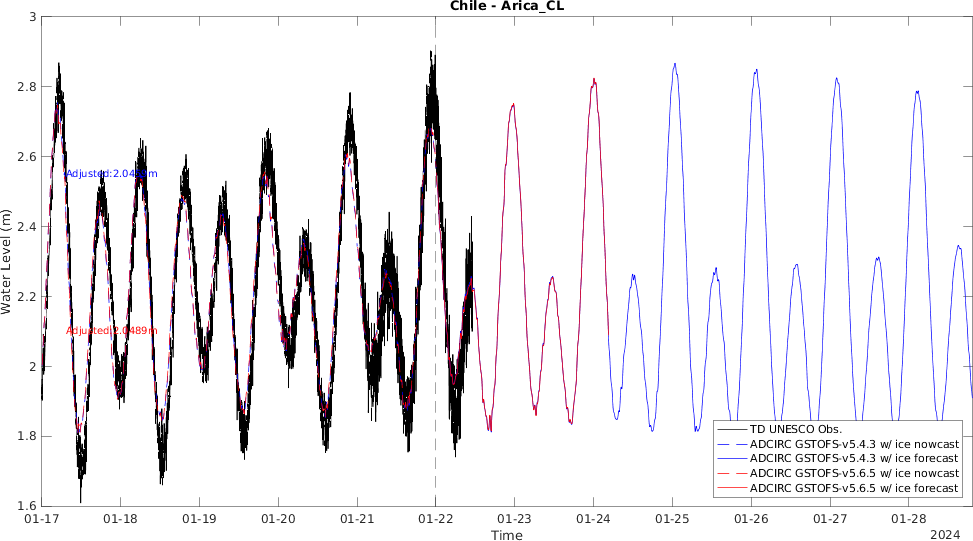 Chile - Arica_CL
Water Level (m)
3
2.8
2.6
2.4
2.2
2
1.8
1.6
Adjusted:2.0489m
01-17
01-18
01-19
01-20
01-21
01-22
01-23
01-24
01-25
01-26
01-27
01-28
Time
2024
TD UNESCO Obs.
ADCIRC GSTOFS-v5.4.3 w/ ice nowcast
ADCIRC GSTOFS-v5.4.3 w/ ice forecast
ADCIRC GSTOFS-v5.6.5 w/ ice nowcast
ADCIRC GSTOFS-v5.6.5 w/ ice forecast